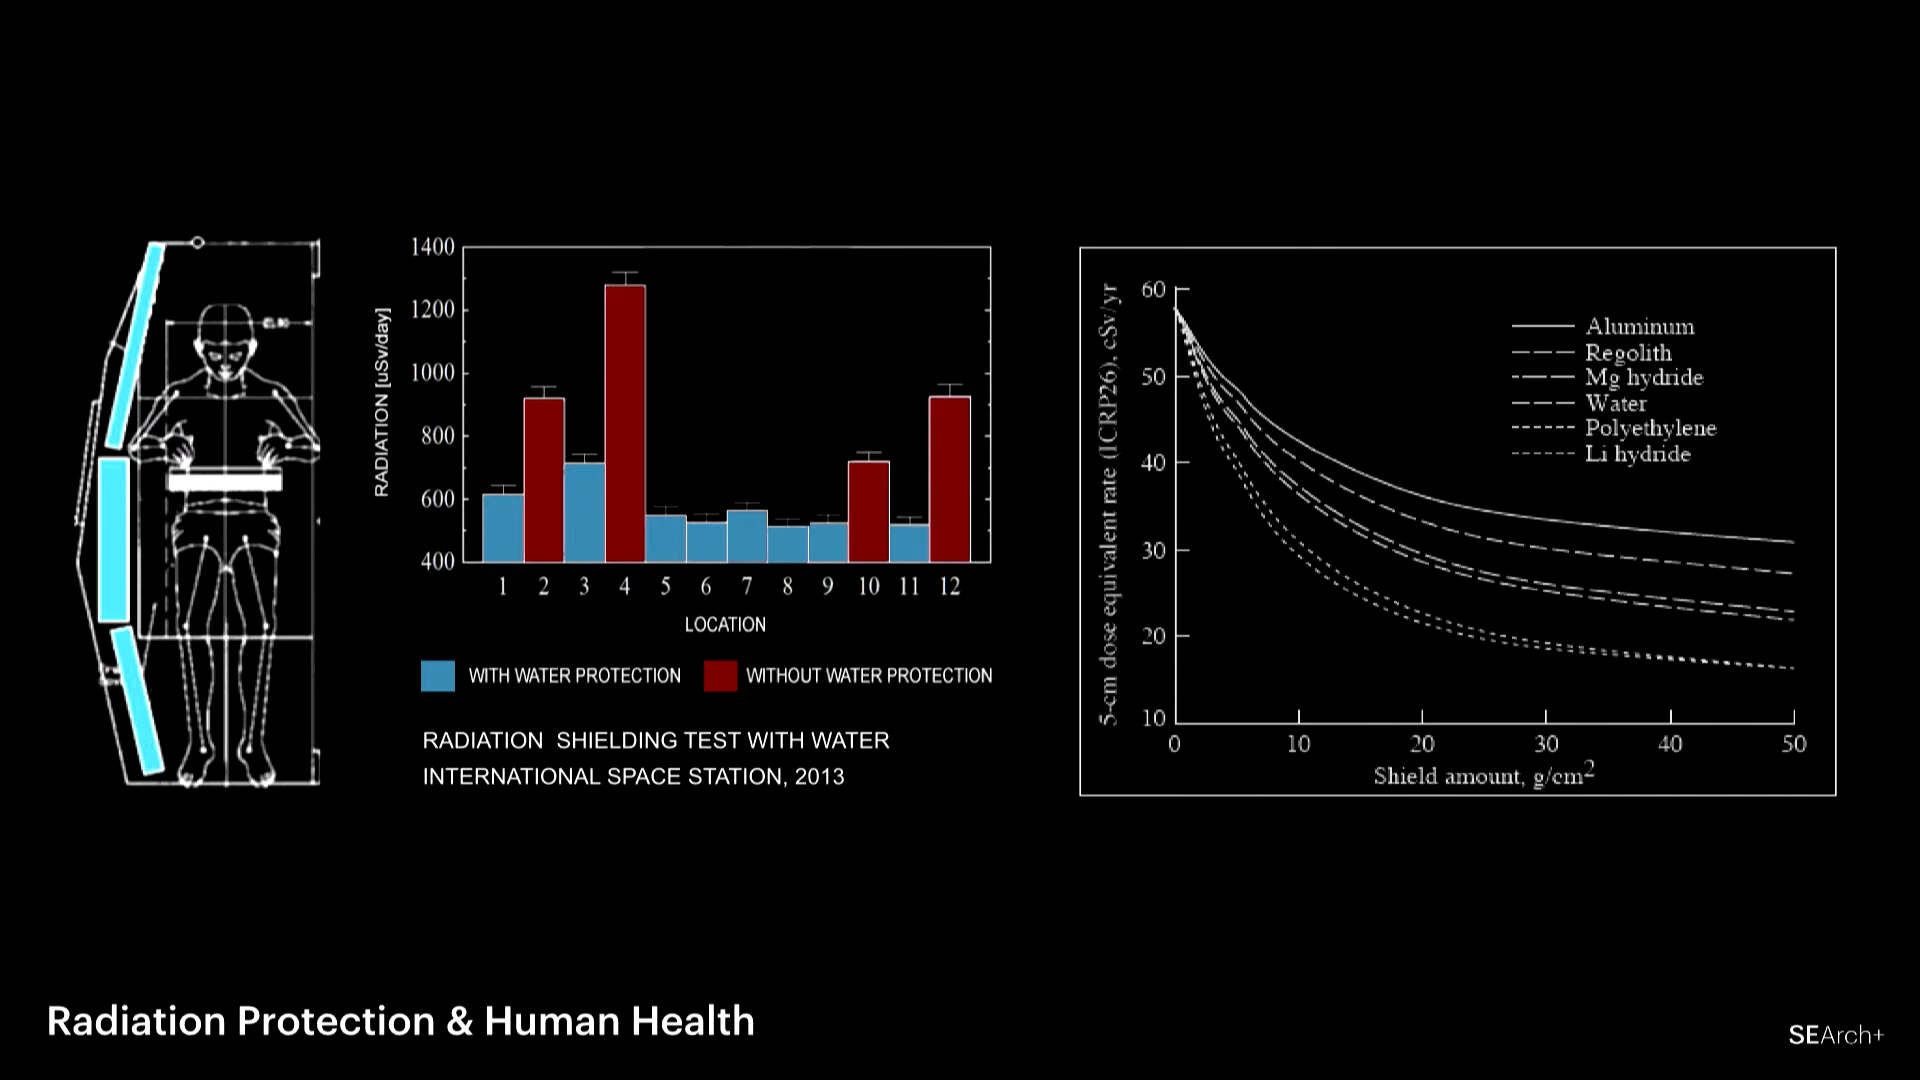 1400
1200
1000
800
600
400
RADIATION [uSv/day]
1 2 3 4 5 6 7 8 9 10 11 12
LOCATION
WITH WATER PROTECTION WITHOUT WATER PROTECTION
RADIATION SHIELDING TEST WITH WATER
INTERNATIONAL SPACE STATION, 2013
60
50
40
30
20
10
5-cm dose equivalent rate (ICRP26), cSv/yr
Aluminum
Regolith
Mg hydride
Water
Polyethylene
Li hydride
0 10 20 30 40 50
Shield amount, g/cm2
Radiation Protection & Human Health
SEArch+